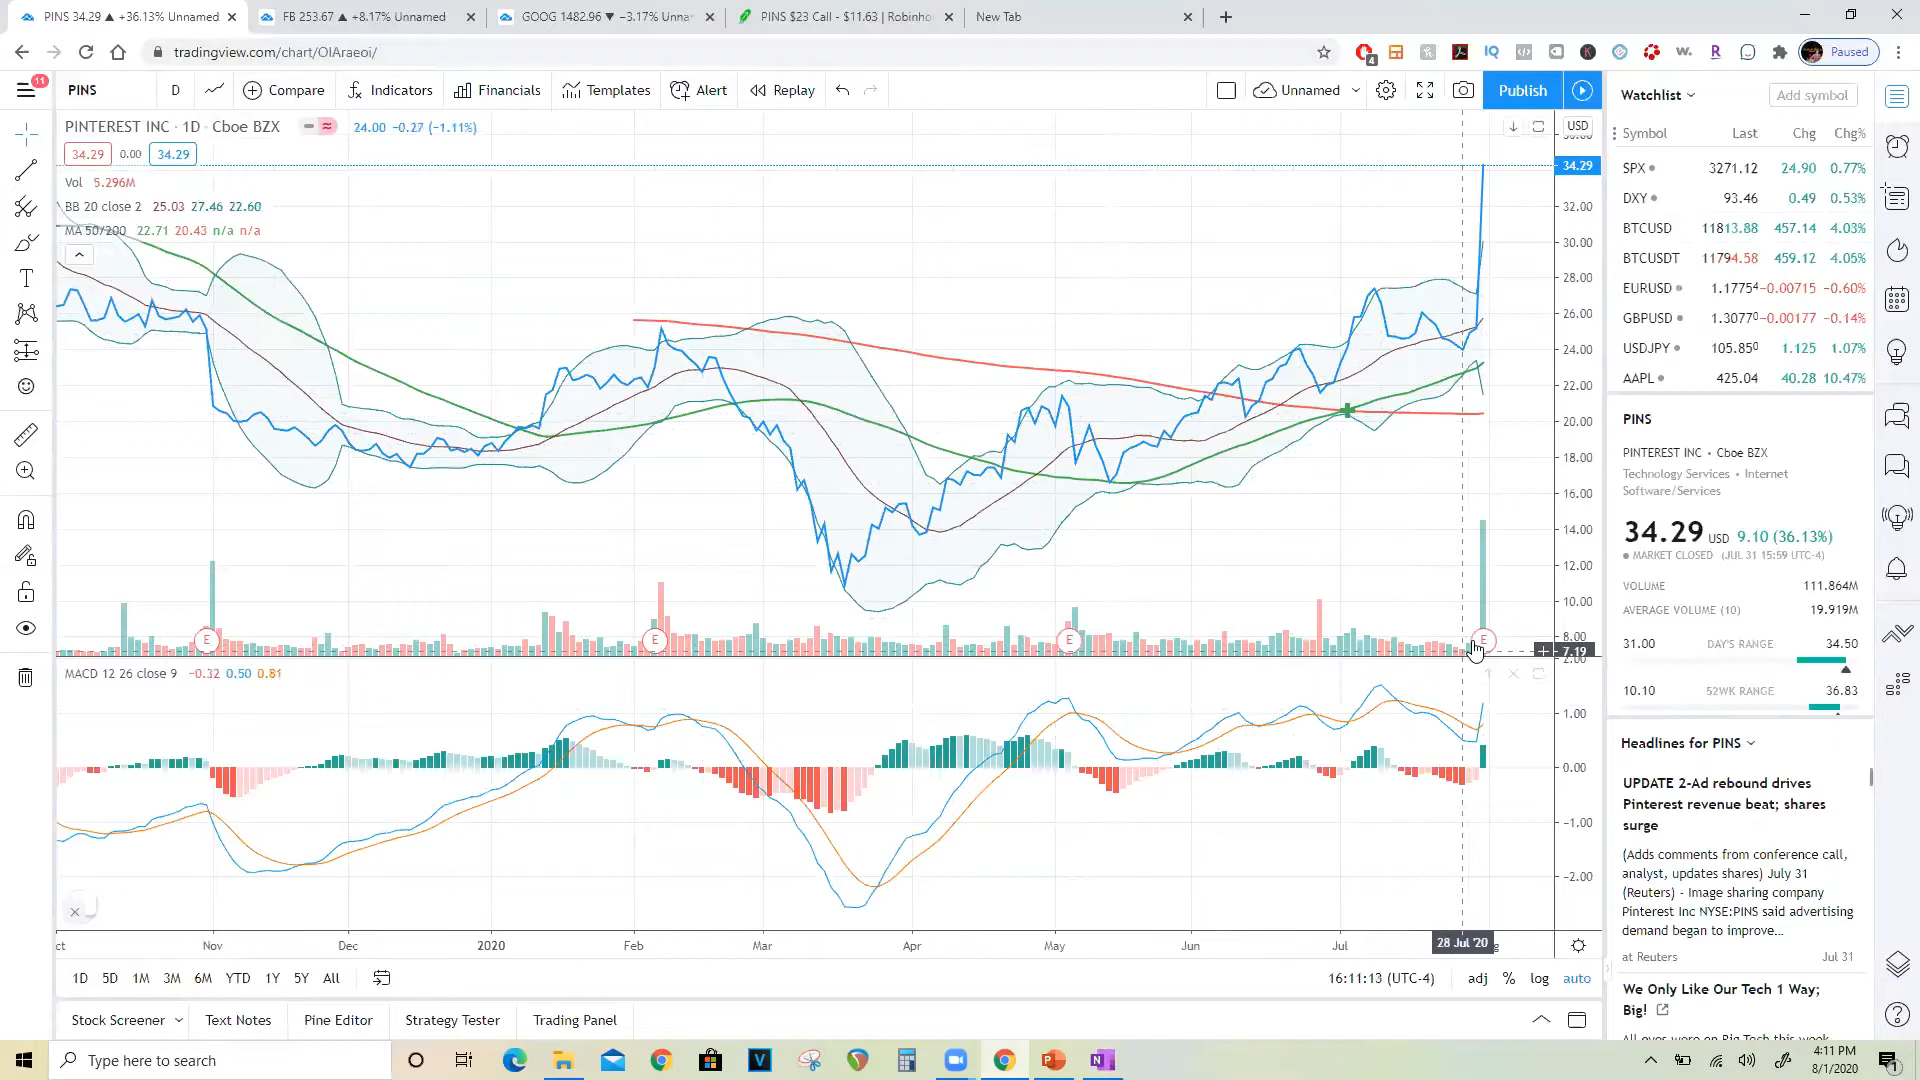 PINS 34.29 ▲ +36.13% Unnamed
FB 253.67 ▲ +8.17% Unnamed
GOOG 1482.96 ▼ −3.17% Unna
PINS $23 Call - $11.63 | Robinho
New Tab
tradingview.com/chart/OIAraeoi/
4
IQ
K
w.
R
Paused
11
PINS
D
Compare
Indicators
Financials
Templates
Alert
Replay
Unnamed
Publish
PINTEREST INC · 1D · Cboe BZX
24.00 −0.27 (−1.11%)
34.29
0.00
34.29
Vol 5.296M
BB 20 close 2 25.03 27.46 22.60
MA 50/200 22.71 20.43 n/a n/a
USD
34.29
32.00
30.00
28.00
26.00
24.00
22.00
20.00
18.00
16.00
14.00
12.00
10.00
8.00
7.19
2.00
E
E
E
E
MACD 12 26 close 9 −0.32 0.50 0.81
1.00
0.00
−1.00
−2.00
ct
Nov
Dec
2020
Feb
Mar
Apr
May
Jun
Jul
28 Jul '20
1D 5D 1M 3M 6M YTD 1Y 5Y All
16:11:13 (UTC-4)
adj % log auto
Stock Screener
Text Notes
Pine Editor
Strategy Tester
Trading Panel
Watchlist
Add symbol
Symbol Last Chg Chg%
SPX 3271.12 24.90 0.77%
DXY 93.46 0.49 0.53%
BTCUSD 11813.88 457.14 4.03%
BTCUSDT 11794.58 459.12 4.05%
EURUSD 1.17754 −0.00715 −0.60%
GBPUSD 1.30770 −0.00177 −0.14%
USDJPY 105.850 1.125 1.07%
AAPL 425.04 40.28 10.47%
PINS
PINTEREST INC • Cboe BZX
Technology Services • Internet
Software/Services
34.29 USD 9.10 (36.13%)
MARKET CLOSED (JUL 31 15:59 UTC-4)
VOLUME 111.864M
AVERAGE VOLUME (10) 19.919M
31.00 DAY'S RANGE 34.50
10.10 52WK RANGE 36.83
Headlines for PINS
UPDATE 2-Ad rebound drives
Pinterest revenue beat; shares
surge
(Adds comments from conference call,
analyst, updates shares) July 31
(Reuters) - Image sharing company
Pinterest Inc NYSE:PINS said advertising
demand began to improve...
at Reuters Jul 31
We Only Like Our Tech 1 Way;
Big!
All eyes were on Big Tech this week
Type here to search
4:11 PM
8/1/2020